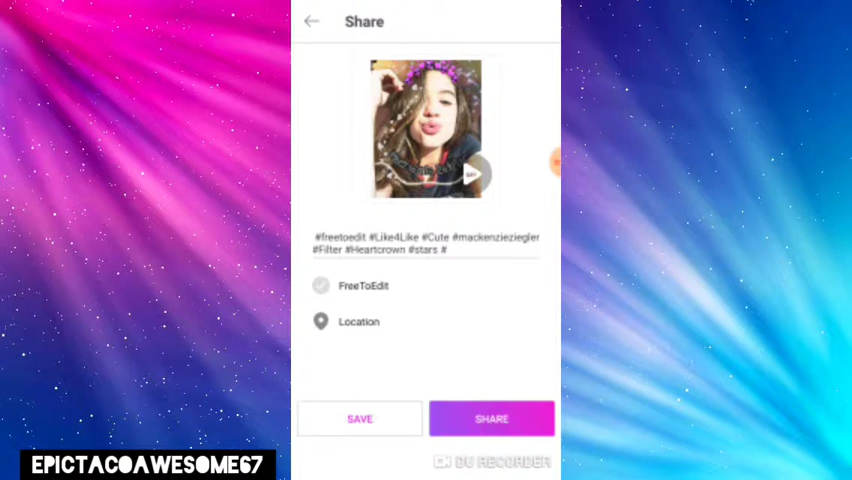 Share
#freetoedit #Like4Like #Cute #mackenzieziegler
#Filter #Heartcrown #stars #
FreeToEdit
Location
SAVE
SHARE
DU RECORDER
EPICTACOAWESOME67